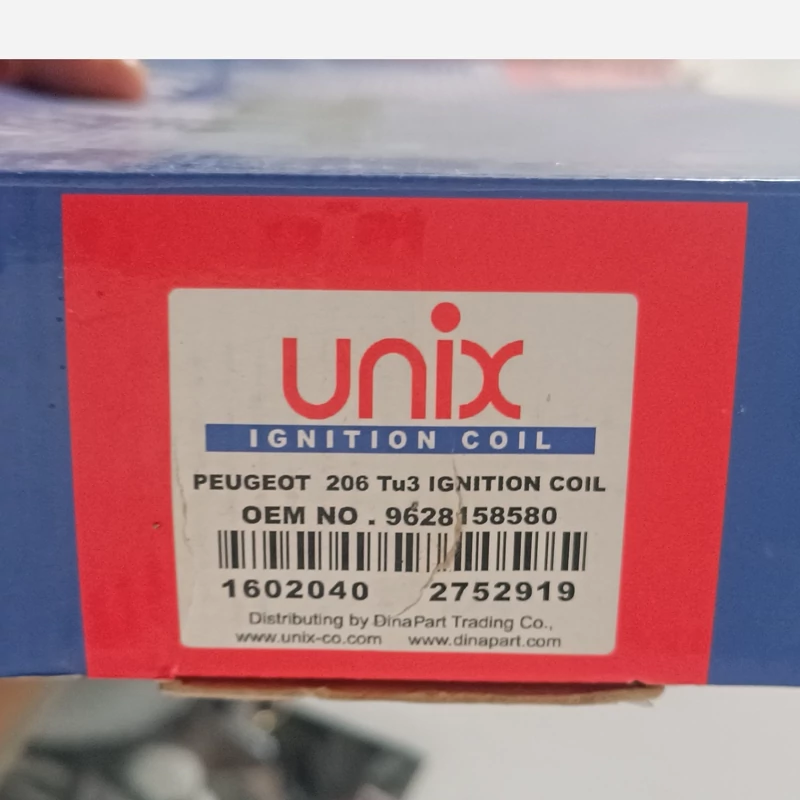 unix
IGNITION COIL
PEUGEOT 206 Tu3 IGNITION COIL
OEM NO . 9628158580
1602040 2752919
Distributing by DinaPart Trading Co.,
www.unix-co.com www.dinapart.com